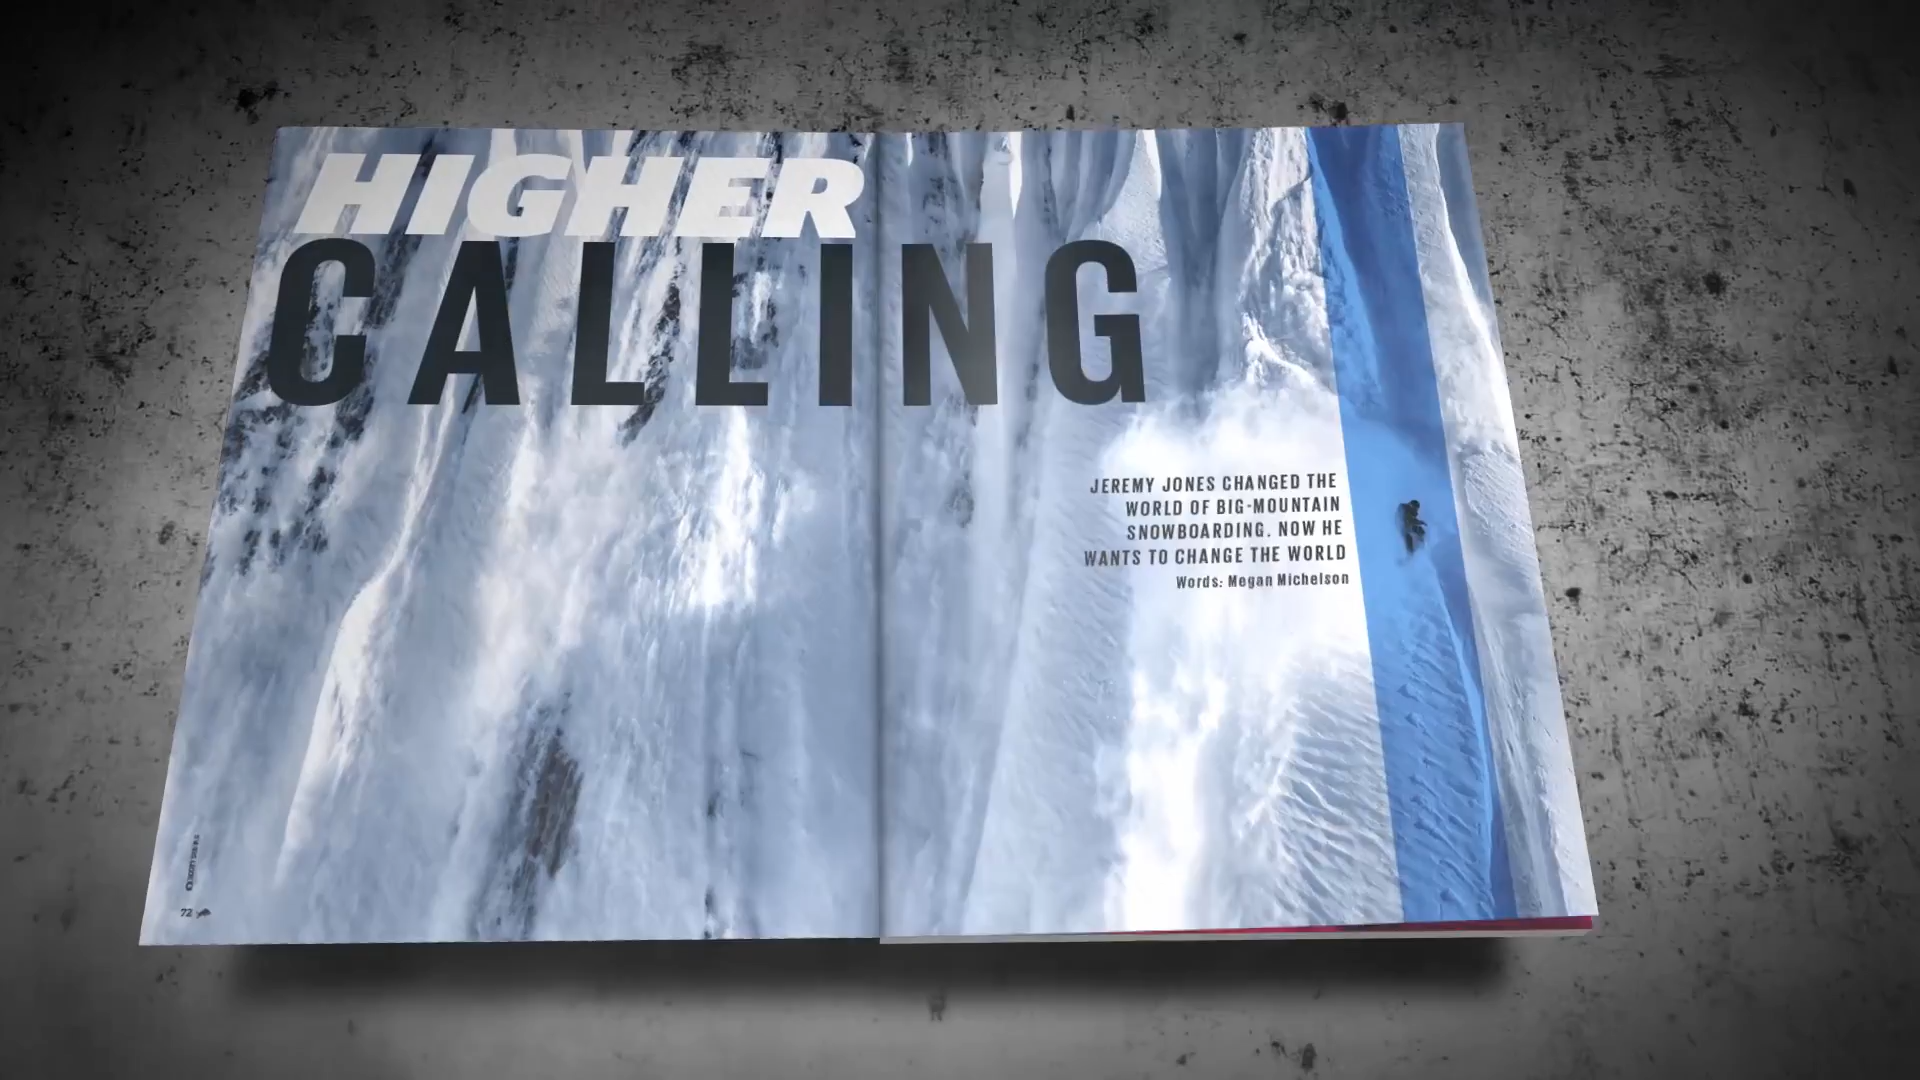 HIGHER
CALLING
JEREMY JONES CHANGED THE
WORLD OF BIG-MOUNTAIN
SNOWBOARDING. NOW HE
WANTS TO CHANGE THE WORLD
Words: Megan Michelson
72